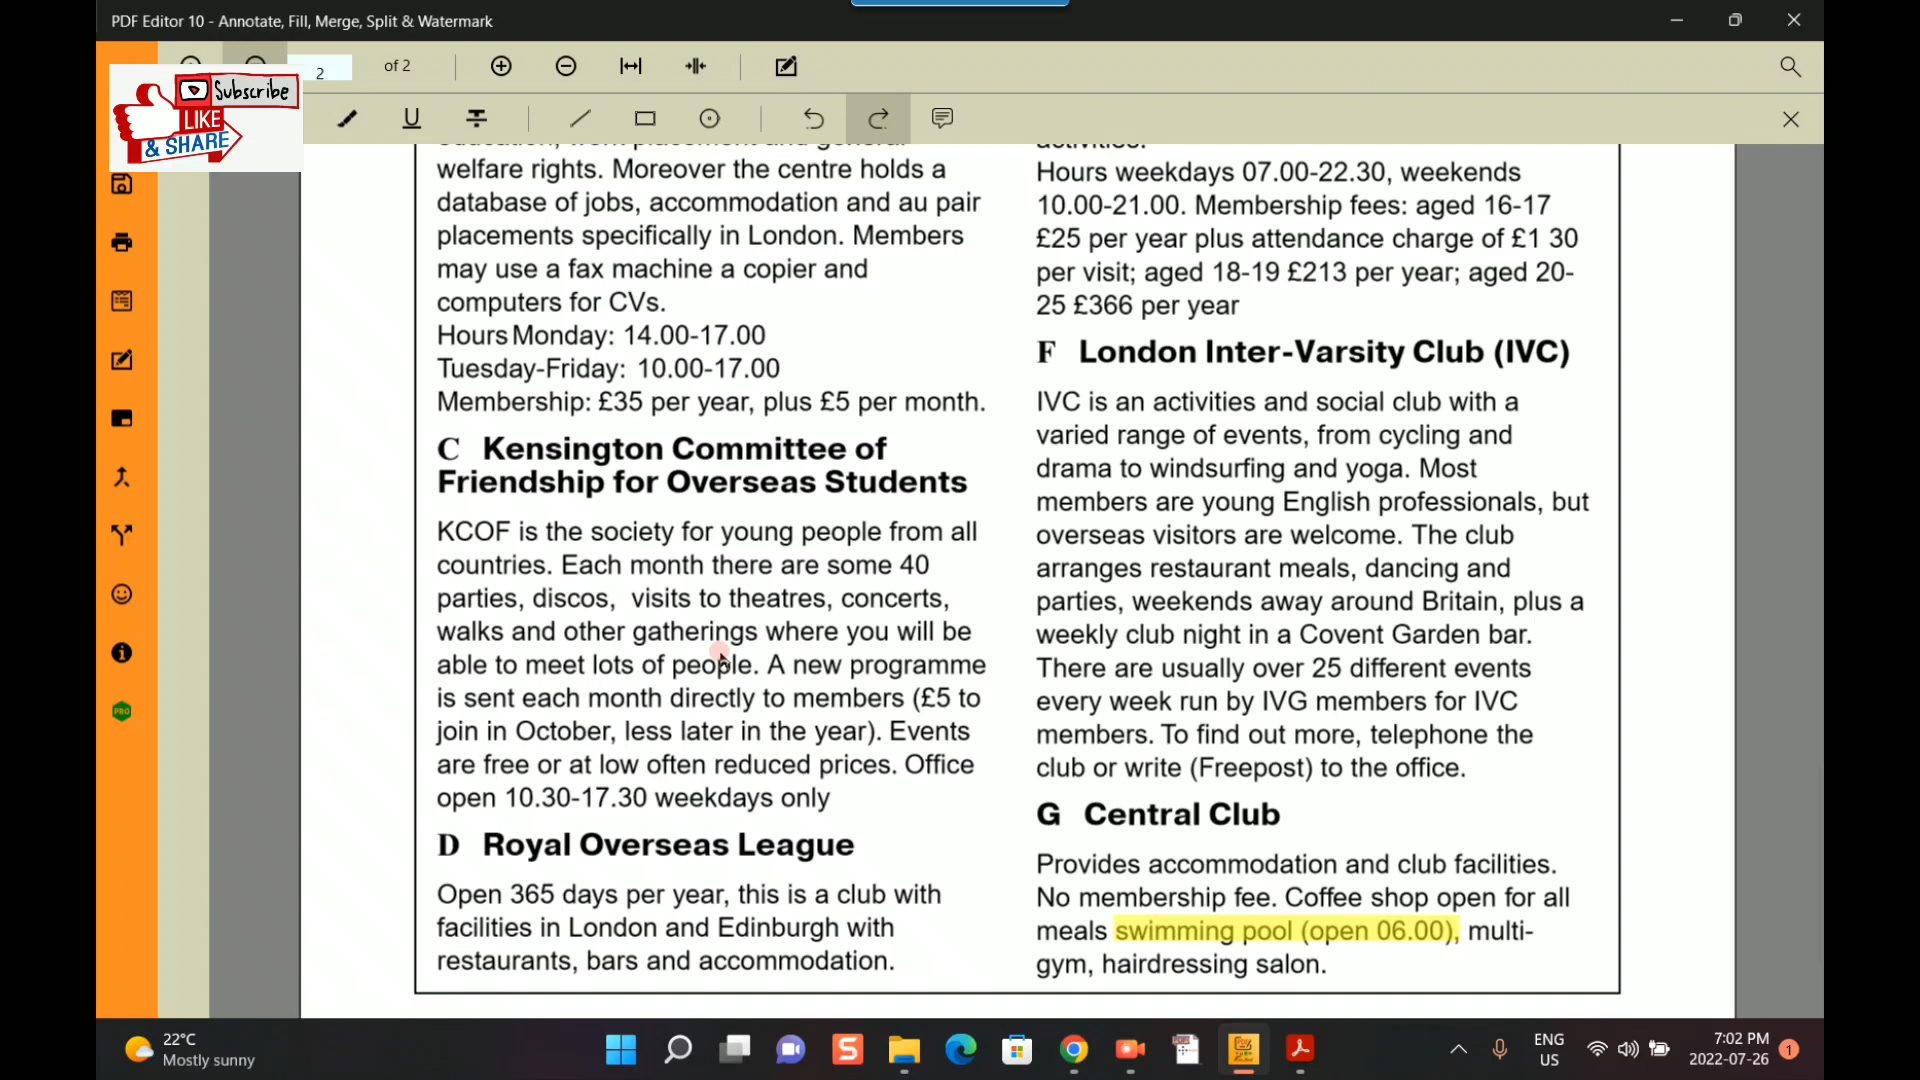 PDF Editor 10 - Annotate, Fill, Merge, Split & Watermark
2
of 2
Subscribe
LIKE
& SHARE
welfare rights. Moreover the centre holds a
database of jobs, accommodation and au pair
placements specifically in London. Members
may use a fax machine a copier and
computers for CVs.
Hours Monday: 14.00-17.00
Tuesday-Friday: 10.00-17.00
Membership: £35 per year, plus £5 per month.
C Kensington Committee of
Friendship for Overseas Students
KCOF is the society for young people from all
countries. Each month there are some 40
parties, discos, visits to theatres, concerts,
walks and other gatherings where you will be
able to meet lots of people. A new programme
is sent each month directly to members (£5 to
join in October, less later in the year). Events
are free or at low often reduced prices. Office
open 10.30-17.30 weekdays only
D Royal Overseas League
Open 365 days per year, this is a club with
facilities in London and Edinburgh with
restaurants, bars and accommodation.
activities.
Hours weekdays 07.00-22.30, weekends
10.00-21.00. Membership fees: aged 16-17
£25 per year plus attendance charge of £1 30
per visit; aged 18-19 £213 per year; aged 20-
25 £366 per year
F London Inter-Varsity Club (IVC)
IVC is an activities and social club with a
varied range of events, from cycling and
drama to windsurfing and yoga. Most
members are young English professionals, but
overseas visitors are welcome. The club
arranges restaurant meals, dancing and
parties, weekends away around Britain, plus a
weekly club night in a Covent Garden bar.
There are usually over 25 different events
every week run by IVG members for IVC
members. To find out more, telephone the
club or write (Freepost) to the office.
G Central Club
Provides accommodation and club facilities.
No membership fee. Coffee shop open for all
meals swimming pool (open 06.00), multi-
gym, hairdressing salon.
PRO
22°C
Mostly sunny
ENG
US
7:02 PM
2022-07-26
1